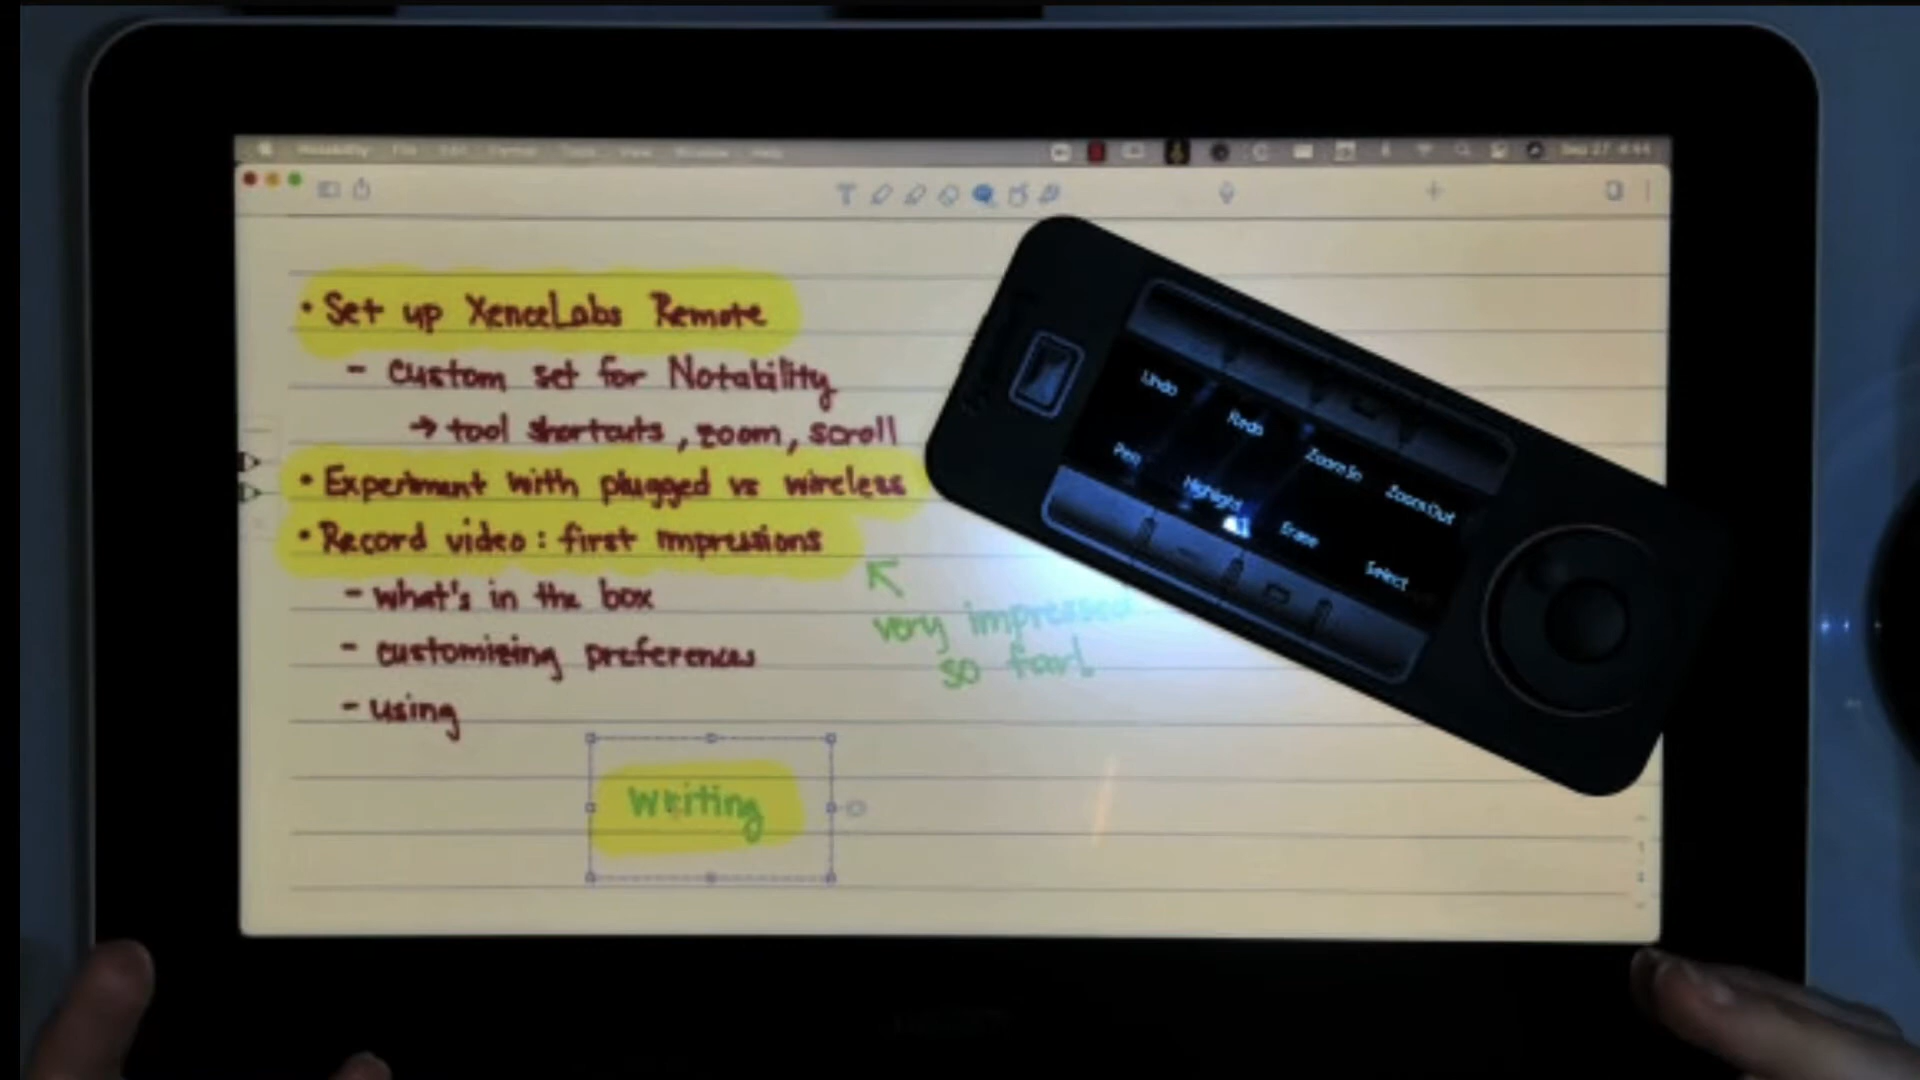 • Set up XenceLabs Remote
- custom set for Notability
→ tool shortcuts, zoom, scroll
• Experiment with plugged vs wireless
• Record video: first impressions
- what's in the box
- customizing preferences
- using
very impressed
so far!
writing
Undo
Redo
Zoom In
Zoom Out
Pen
Highlight
Erase
Select